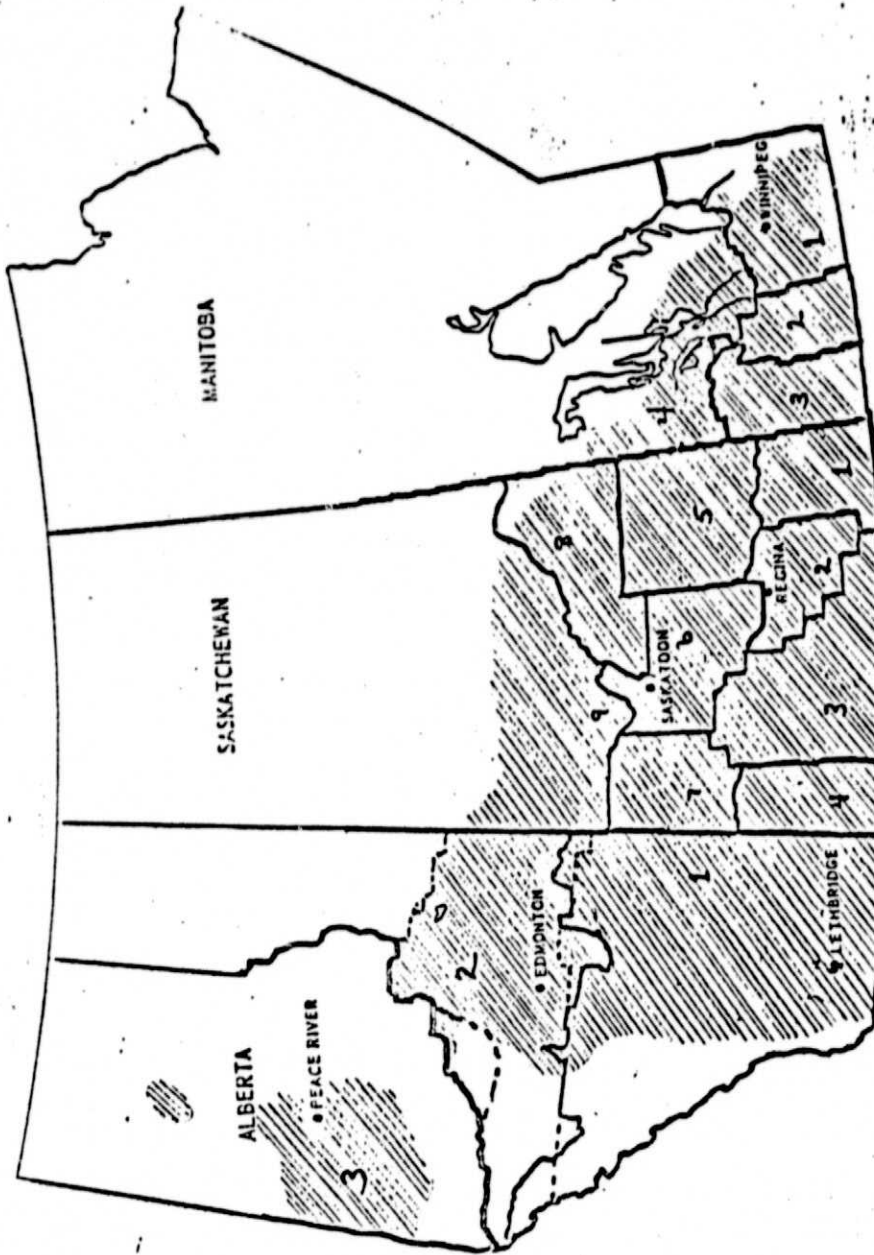 MANITOBA
SASKATCHEWAN
ALBERTA
PEACE RIVER
3
2
EDMONTON
1
LETHBRIDGE
9
8
7
SASKATOON
6
5
4
3
REGINA
2
1
4
3
2
1
WINNIPEG